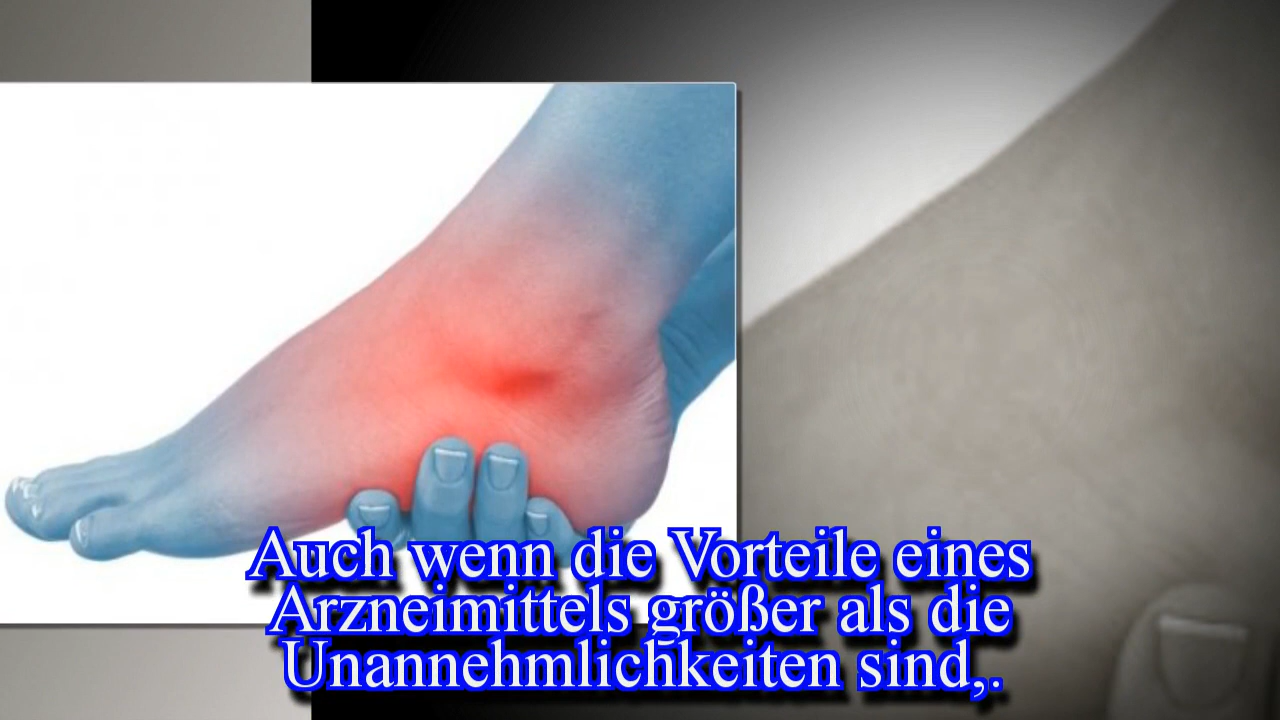 Auch wenn die Vorteile eines
Arzneimittels größer als die
Unannehmlichkeiten sind,.